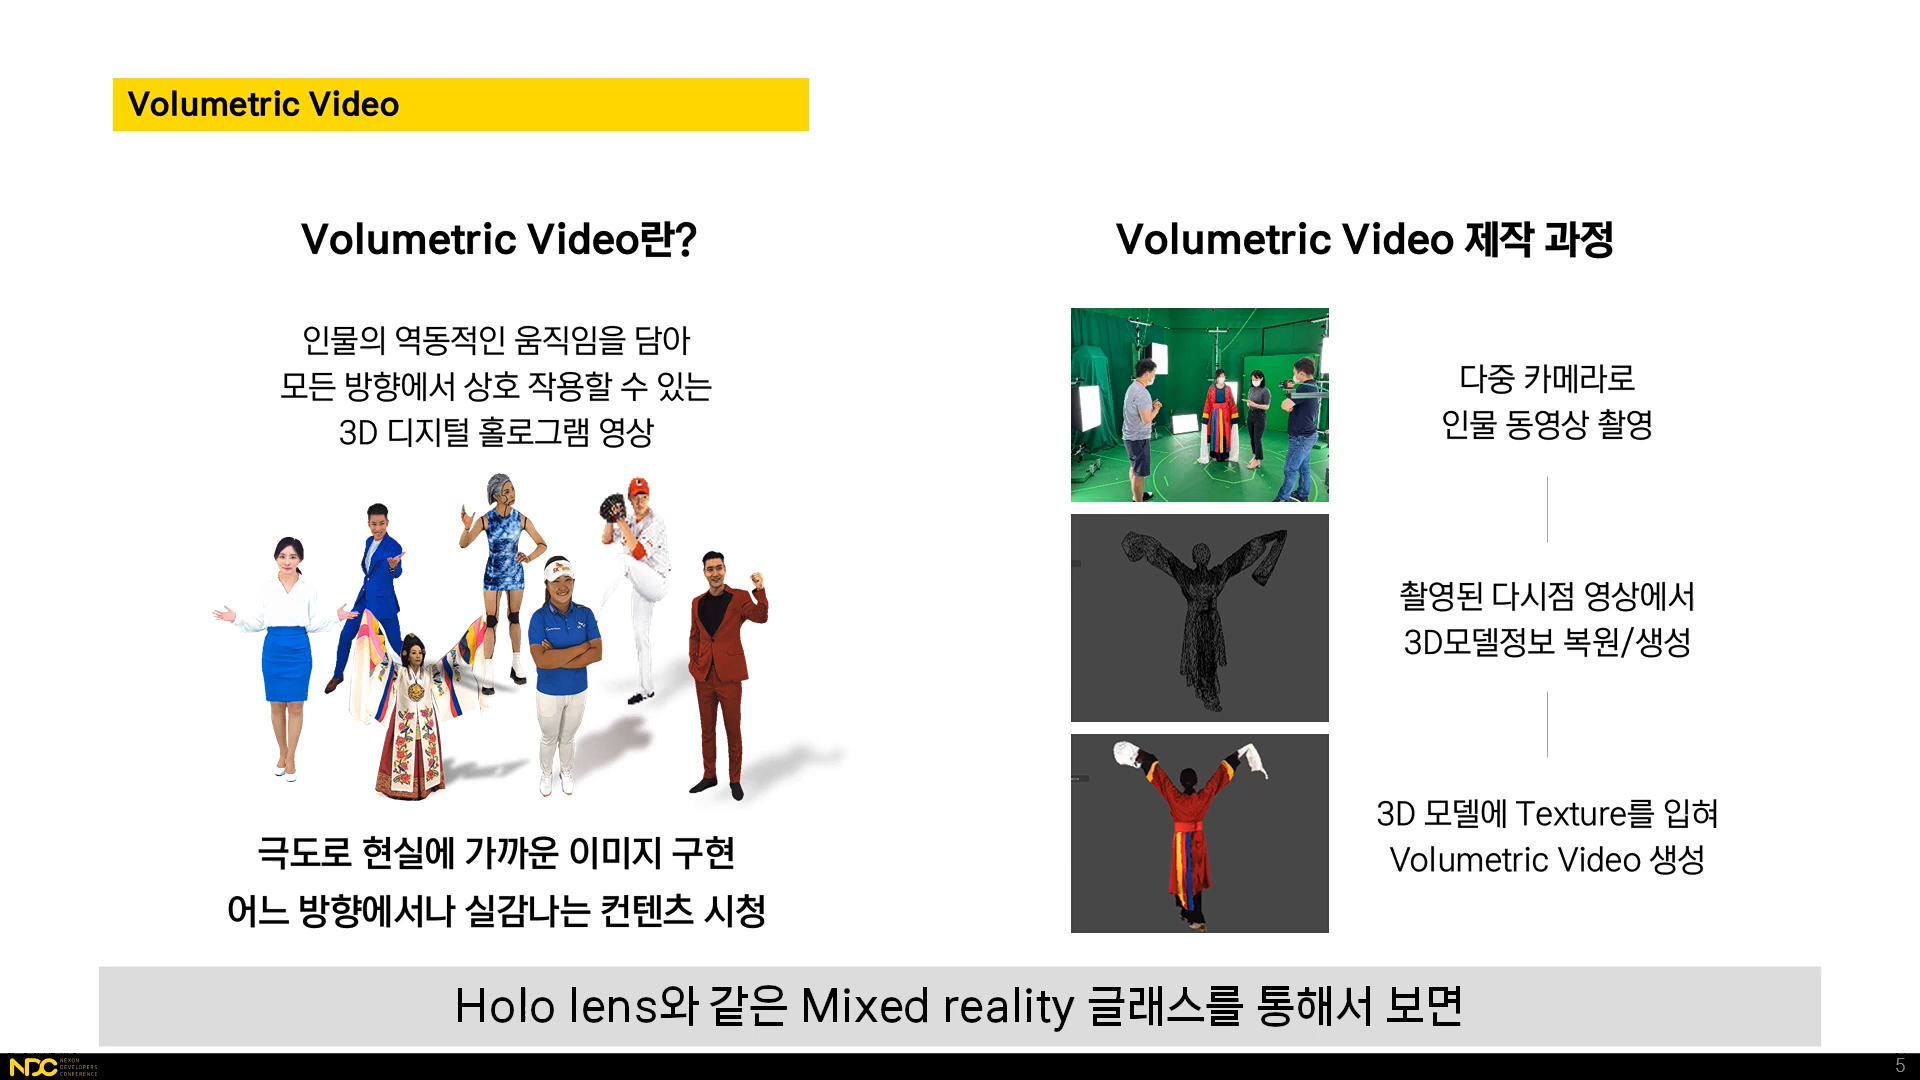 Volumetric Video
Volumetric Video란?
인물의 역동적인 움직임을 담아
모든 방향에서 상호 작용할 수 있는
3D 디지털 홀로그램 영상
극도로 현실에 가까운 이미지 구현
어느 방향에서나 실감나는 컨텐츠 시청
Volumetric Video 제작 과정
다중 카메라로
인물 동영상 촬영
촬영된 다시점 영상에서
3D모델정보 복원/생성
3D 모델에 Texture를 입혀
Volumetric Video 생성
Holo lens와 같은 Mixed reality 글래스를 통해서 보면
NDC
NEXON
DEVELOPERS
CONFERENCE
5